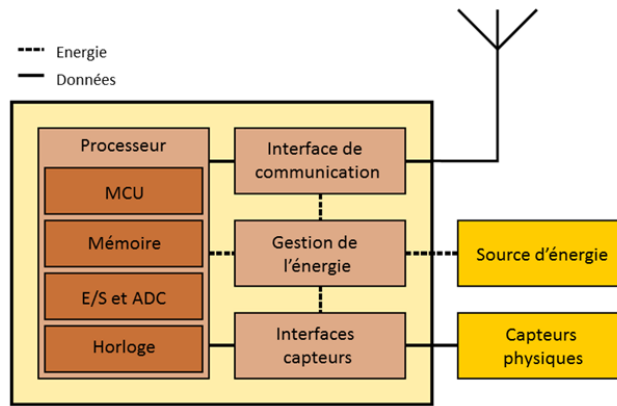 Energie
Données
Processeur
MCU
Mémoire
E/S et ADC
Horloge
Interface de
communication
Gestion de
l'énergie
Interfaces
capteurs
Source d'énergie
Capteurs
physiques